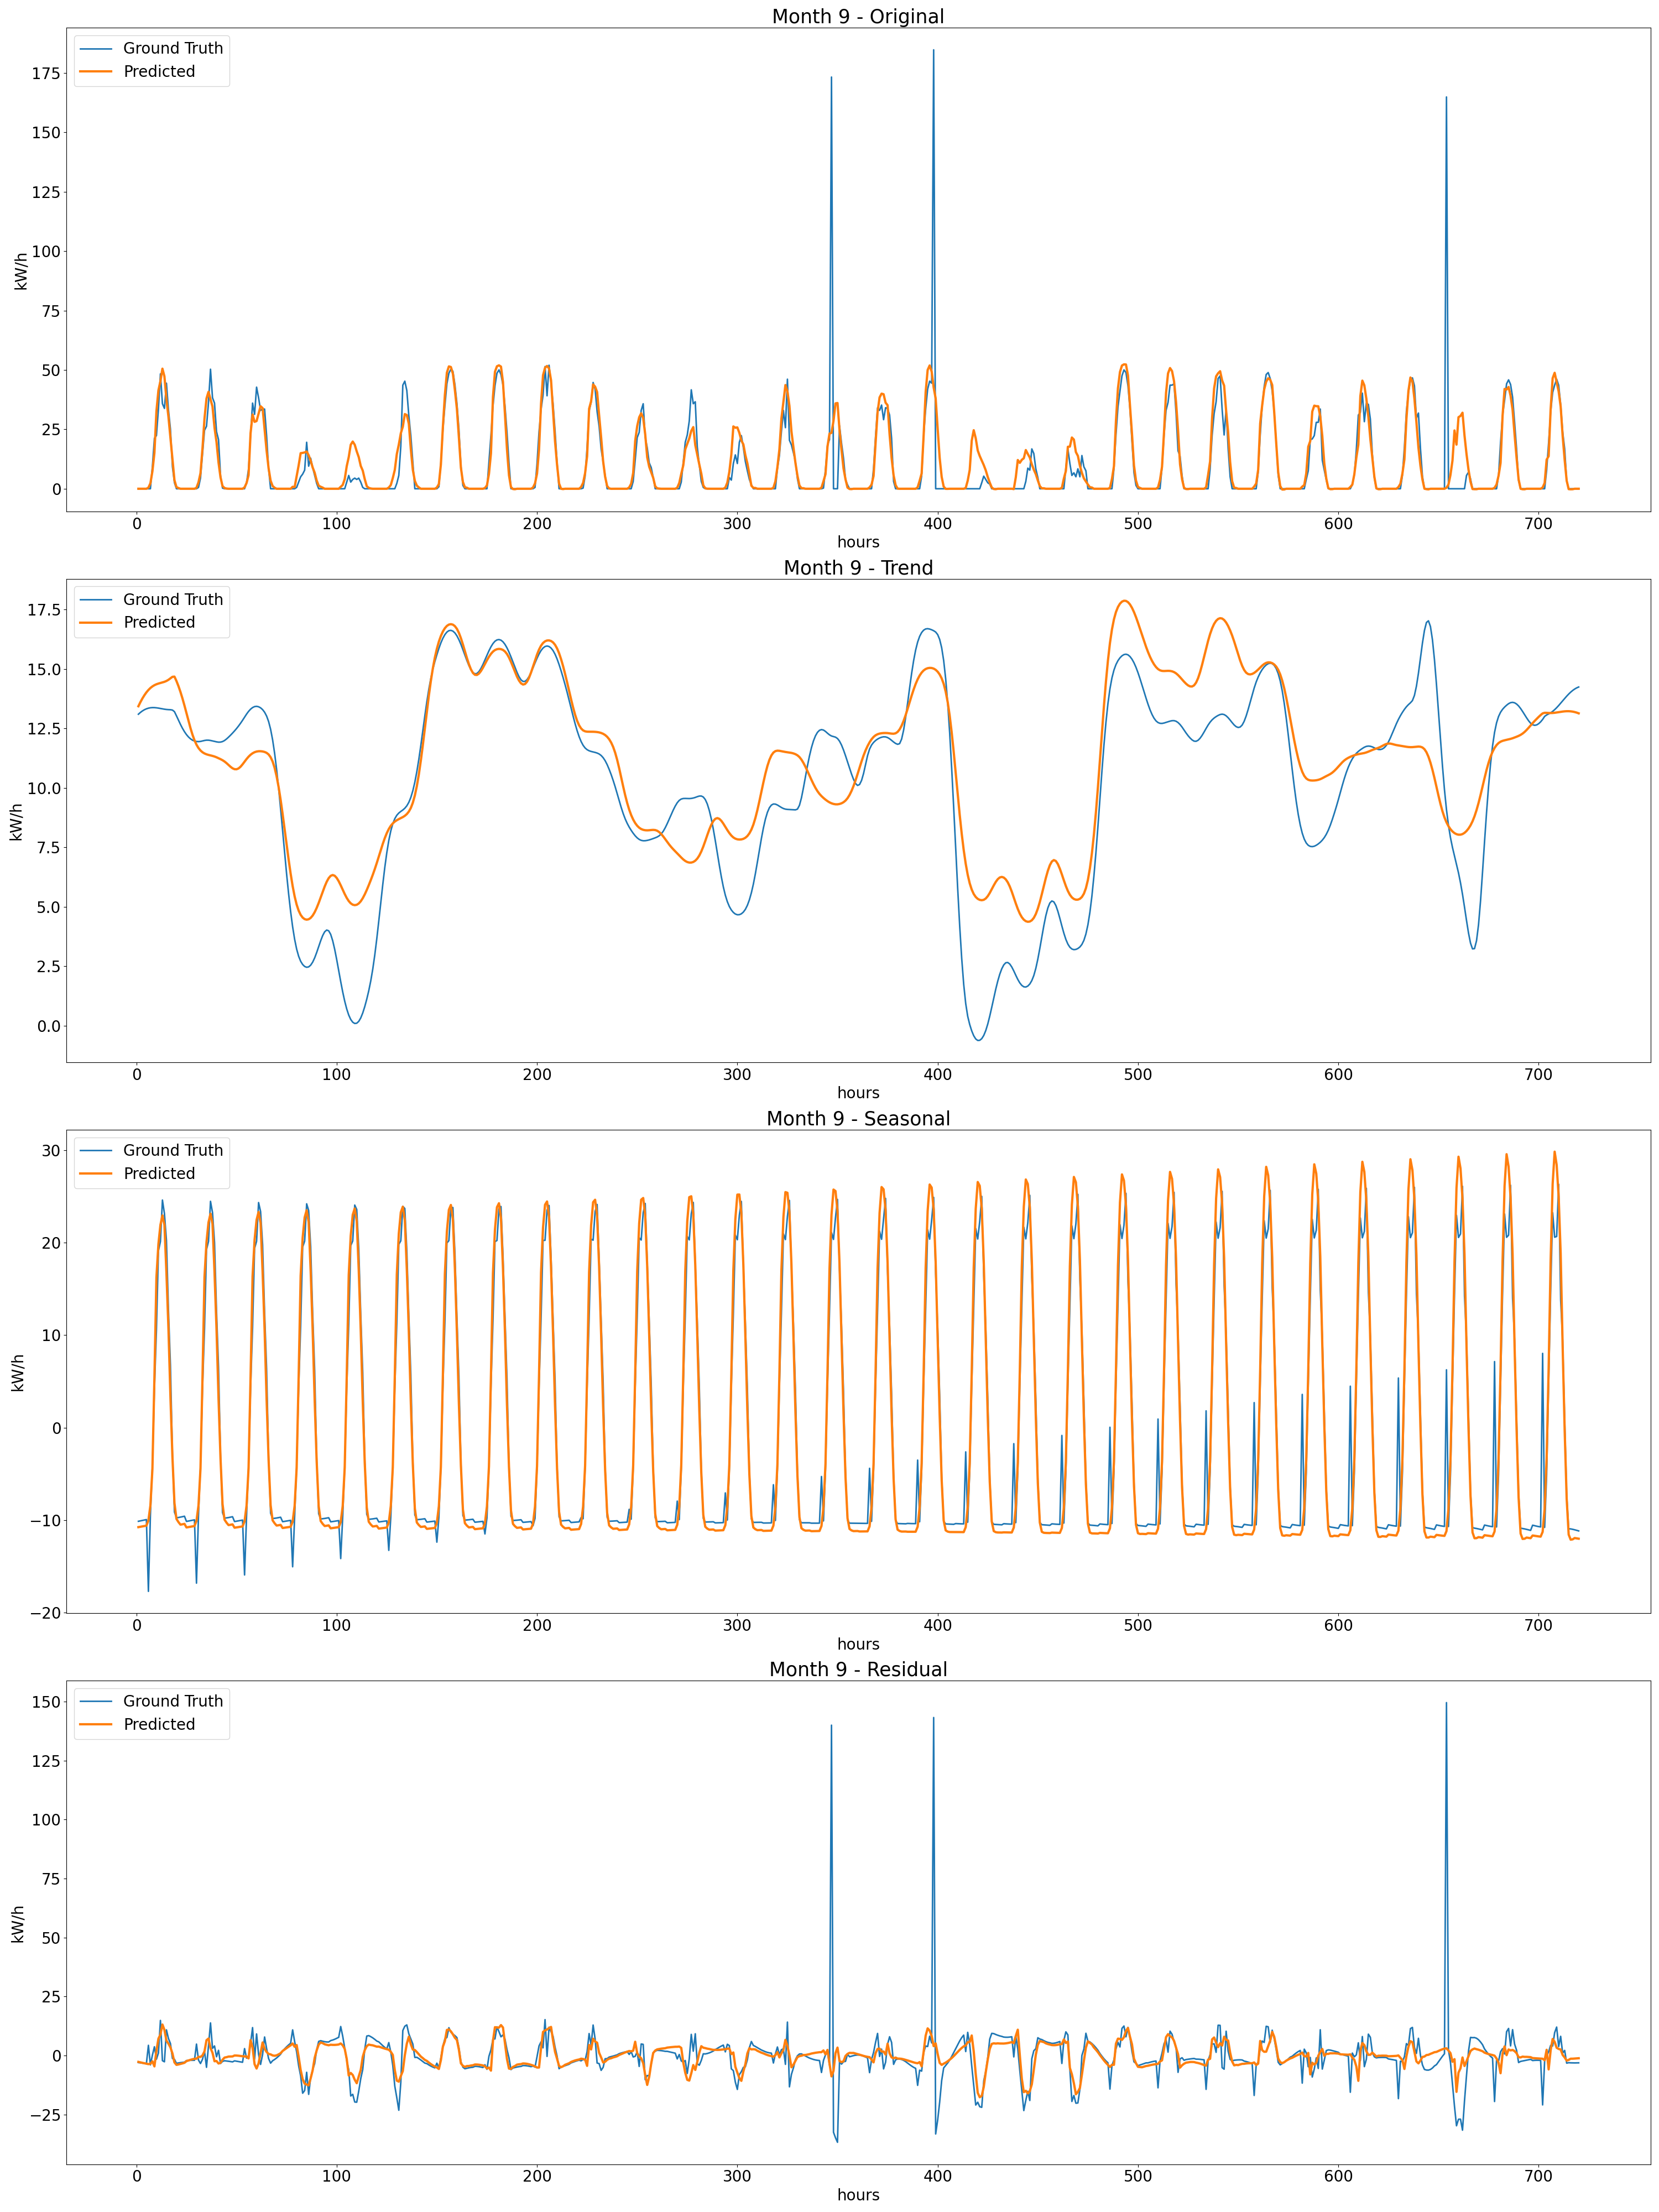 Month 9 - Original
Ground Truth
Predicted
175
150
125
100
75
50
25
0
kW/h
0 100 200 300 400 500 600 700
hours
Month 9 - Trend
Ground Truth
Predicted
17.5
15.0
12.5
10.0
7.5
5.0
2.5
0.0
kW/h
0 100 200 300 400 500 600 700
hours
Month 9 - Seasonal
Ground Truth
Predicted
30
20
10
0
−10
−20
kW/h
0 100 200 300 400 500 600 700
hours
Month 9 - Residual
Ground Truth
Predicted
150
125
100
75
50
25
0
−25
kW/h
0 100 200 300 400 500 600 700
hours